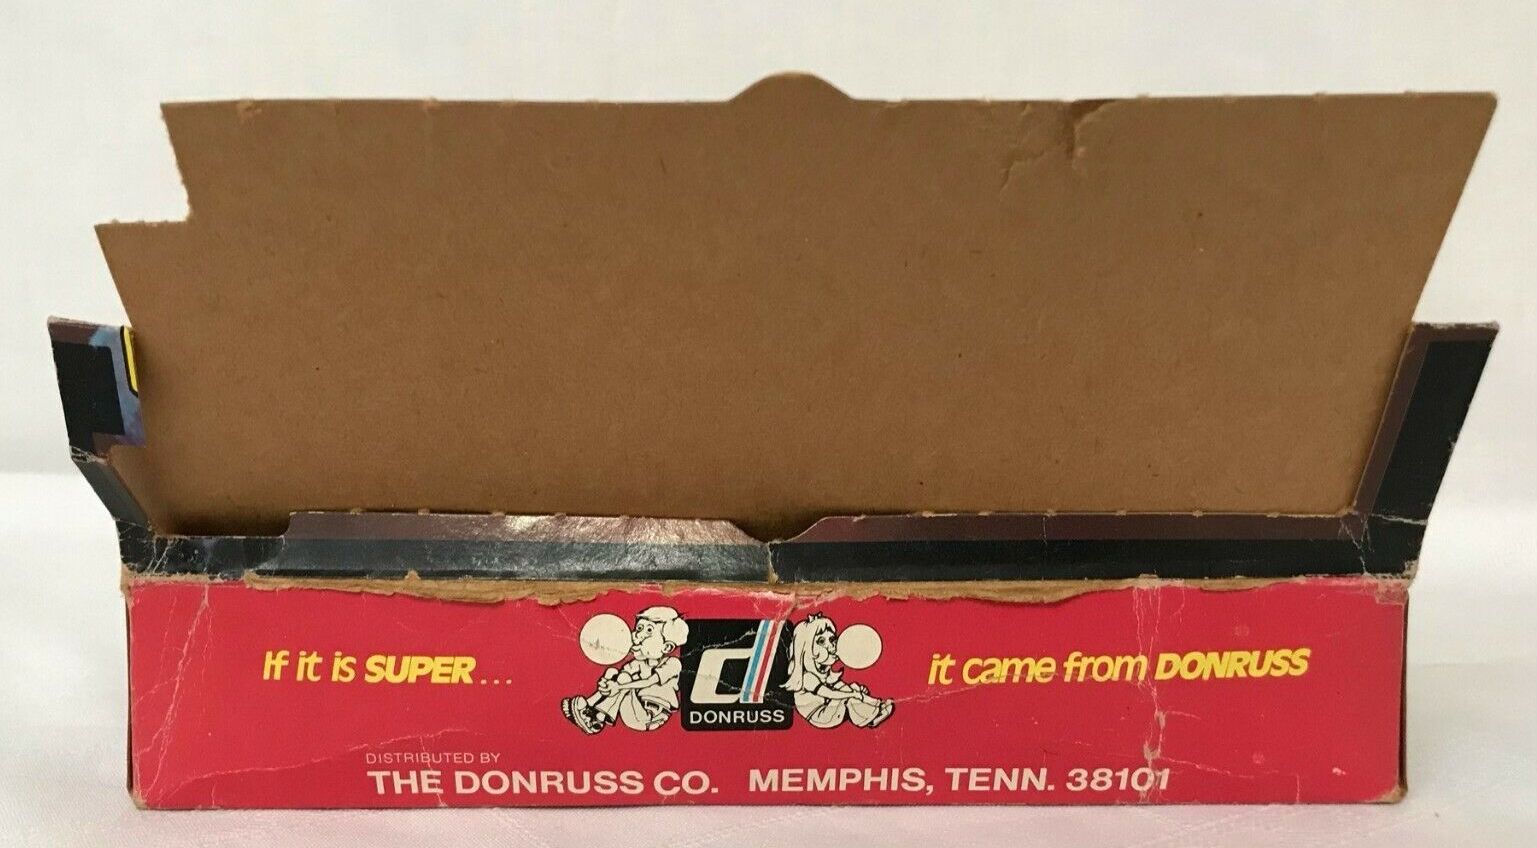 If it is SUPER... it came from DONRUSS
d
DONRUSS
DISTRIBUTED BY
THE DONRUSS CO. MEMPHIS, TENN. 38101